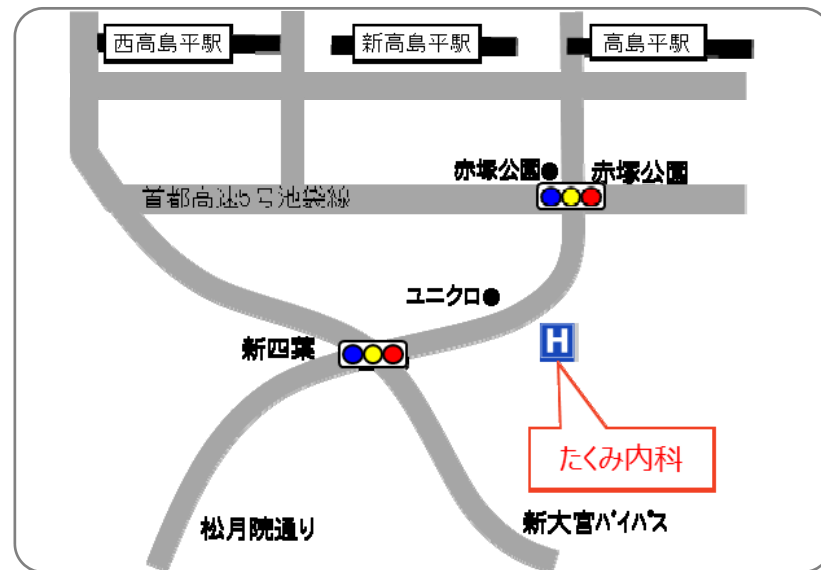 西高島平駅
新高島平駅
高島平駅
赤塚公園
赤塚公園
首都高速5号池袋線
ユニクロ
新四葉
H
たくみ内科
松月院通り
新大宮バイパス